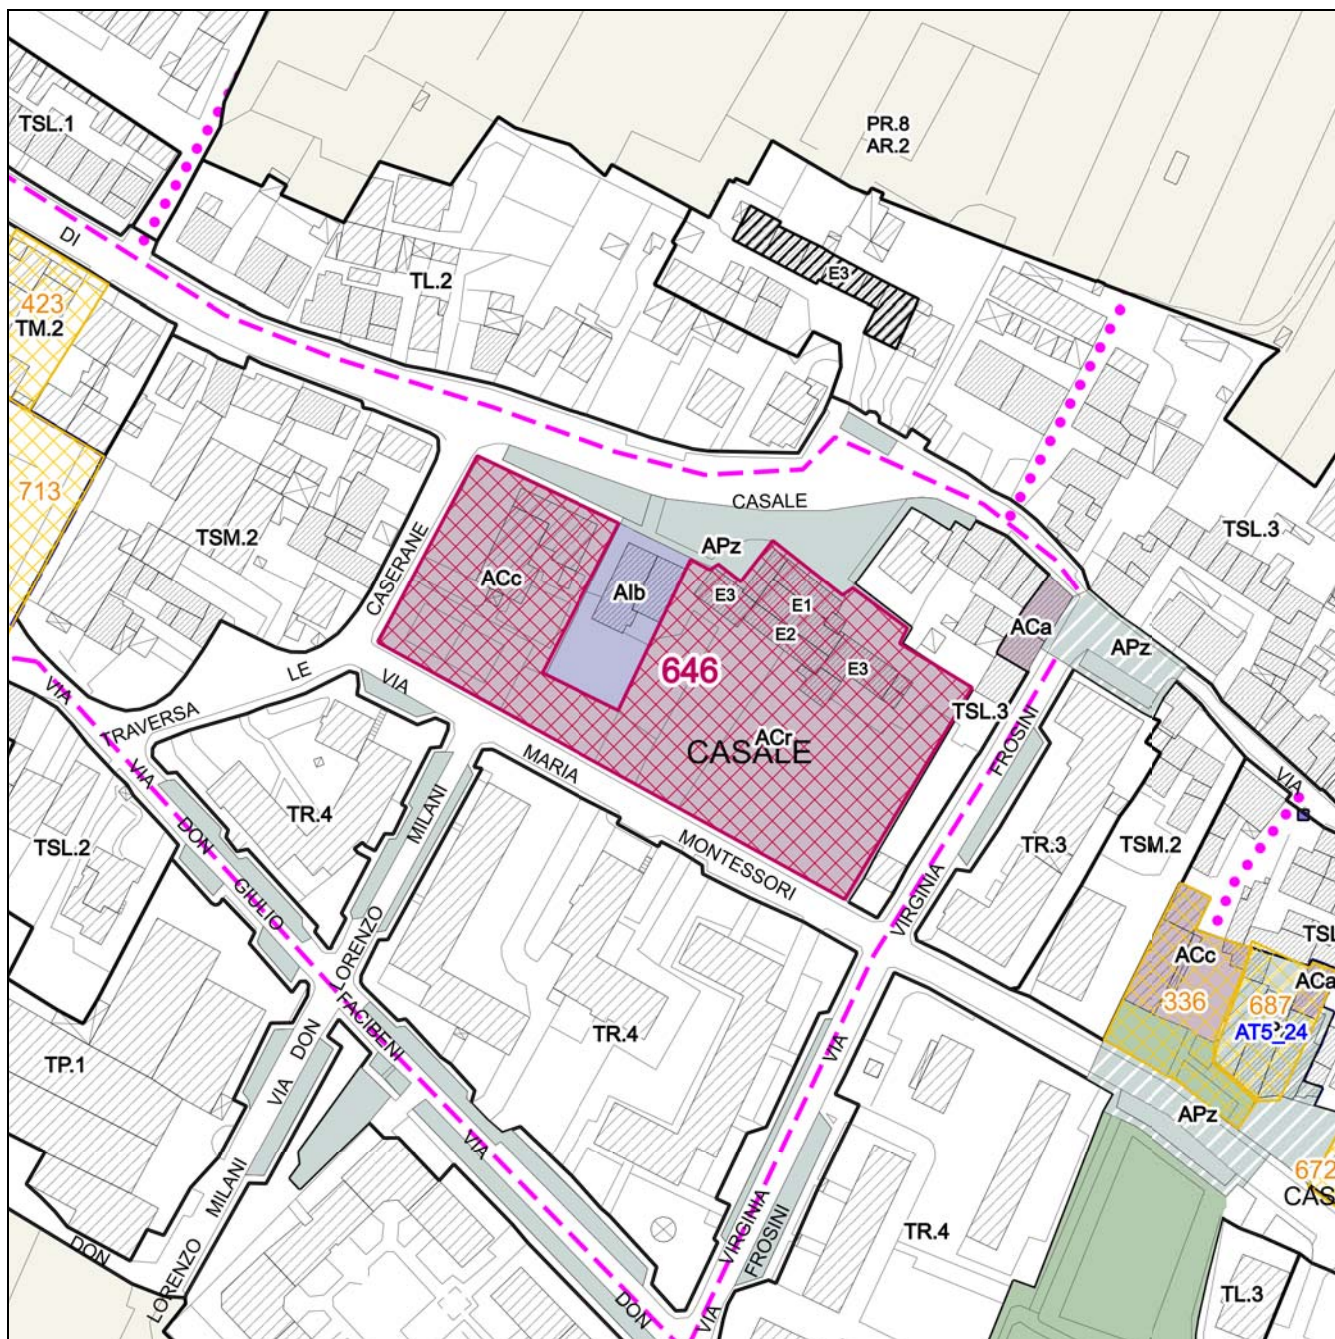 TSL.1
PR.8
AR.2
DI
TL.2
E3
423
TM.2
713
TSM.2
CASERANE
CASALE
TSL.3
ACc
AIb
APz
E3
E1
E2
E3
ACa
APz
646
LE
VIA
TRAVERSA
VIA
TSL.3
ACr
CASALE
FROSINI
MARIA
VIA
VIA
MILANI
TR.4
MONTESSORI
TR.3
TSM.2
TSL.2
DON
GIULIO
VIRGINIA
LORENZO
TSL
ACc
ACa
336
687
AT5_24
FACIBENI
TR.4
VIA
DON
TP.1
VIA
APz
VIA
672
CAS
MILANI
VIRGINIA
FROSINI
TR.4
DON
LORENZO
TL.3
DON
VIA